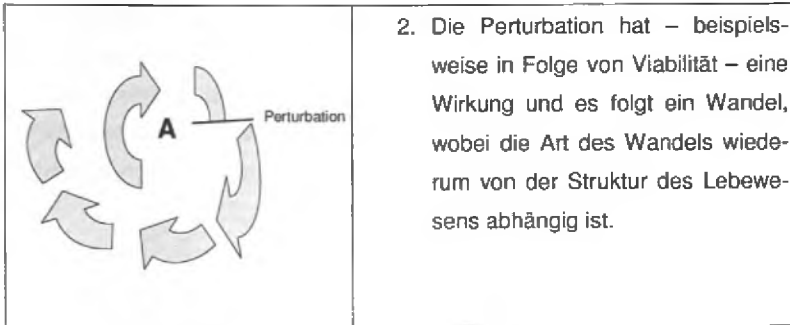 A
Perturbation
2. Die Perturbation hat – beispiels-
weise in Folge von Viabilität – eine
Wirkung und es folgt ein Wandel,
wobei die Art des Wandels wiede-
rum von der Struktur des Lebewe-
sens abhängig ist.